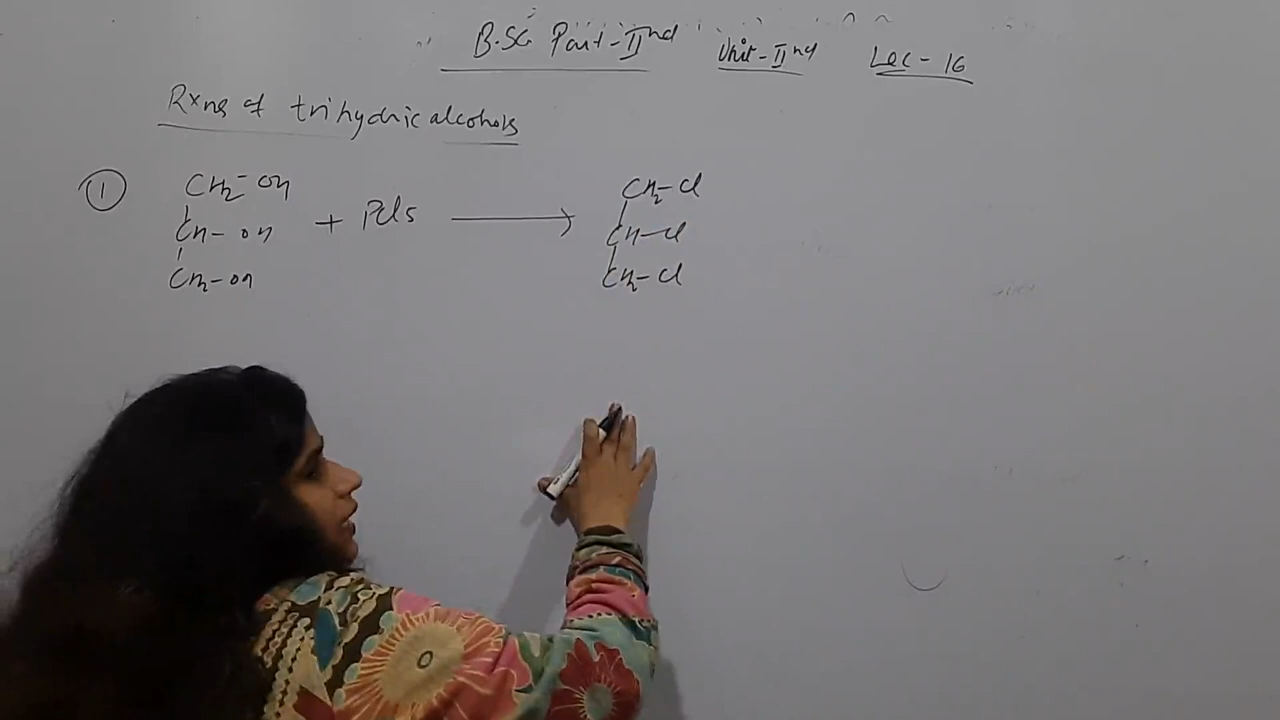 B.SC Part-IInd Unit-IInd Lec-16
Rxns of trihydric alcohols
1 CH2-OH CH2-Cl
CH-OH + PCl5 → CH-Cl
CH2-OH CH2-Cl